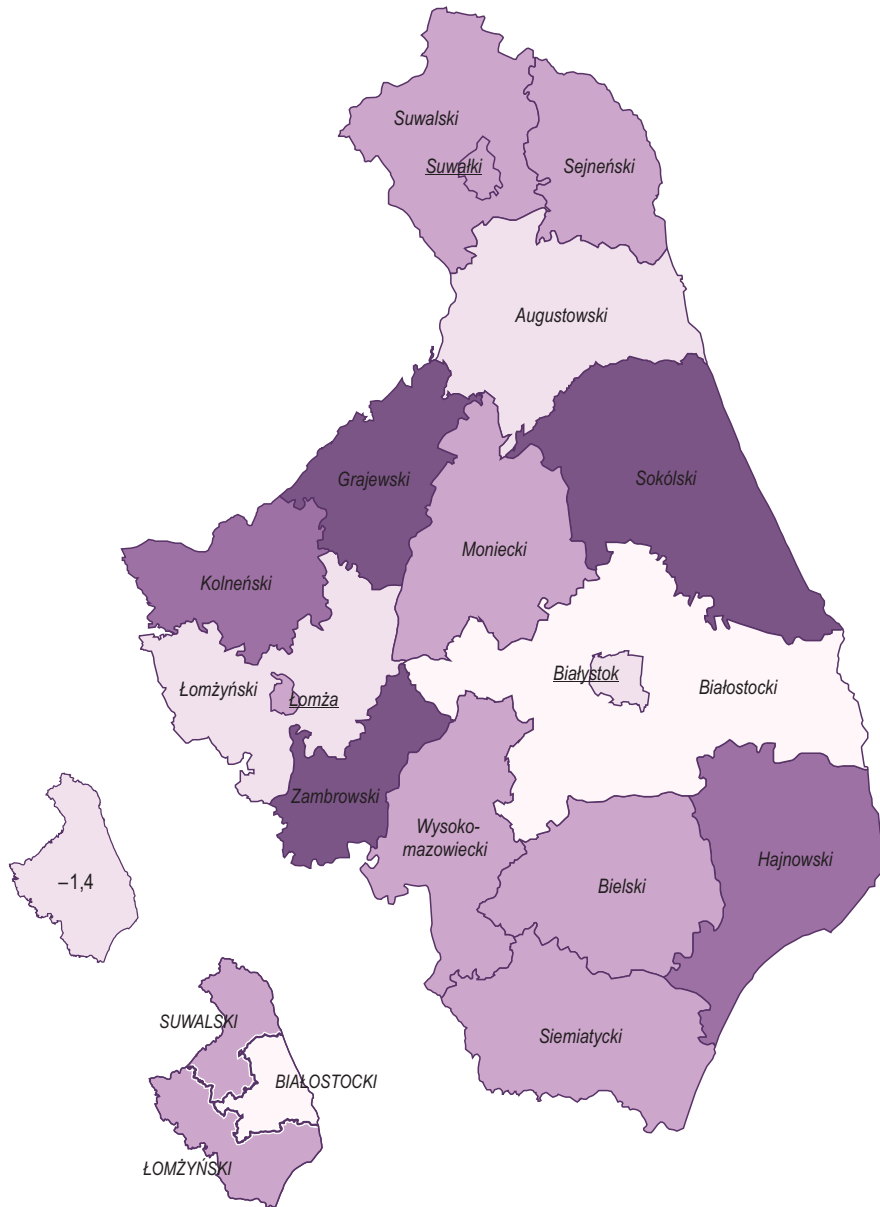 Suwalski
Suwałki
Sejneński
Augustowski
Grajewski
Sokólski
Moniecki
Kolneński
Łomżyński
Łomża
Białystok
Białostocki
Zambrowski
Wysoko-
mazowiecki
Bielski
Hajnowski
–1,4
Siemiatycki
SUWALSKI
BIAŁOSTOCKI
ŁOMŻYŃSKI